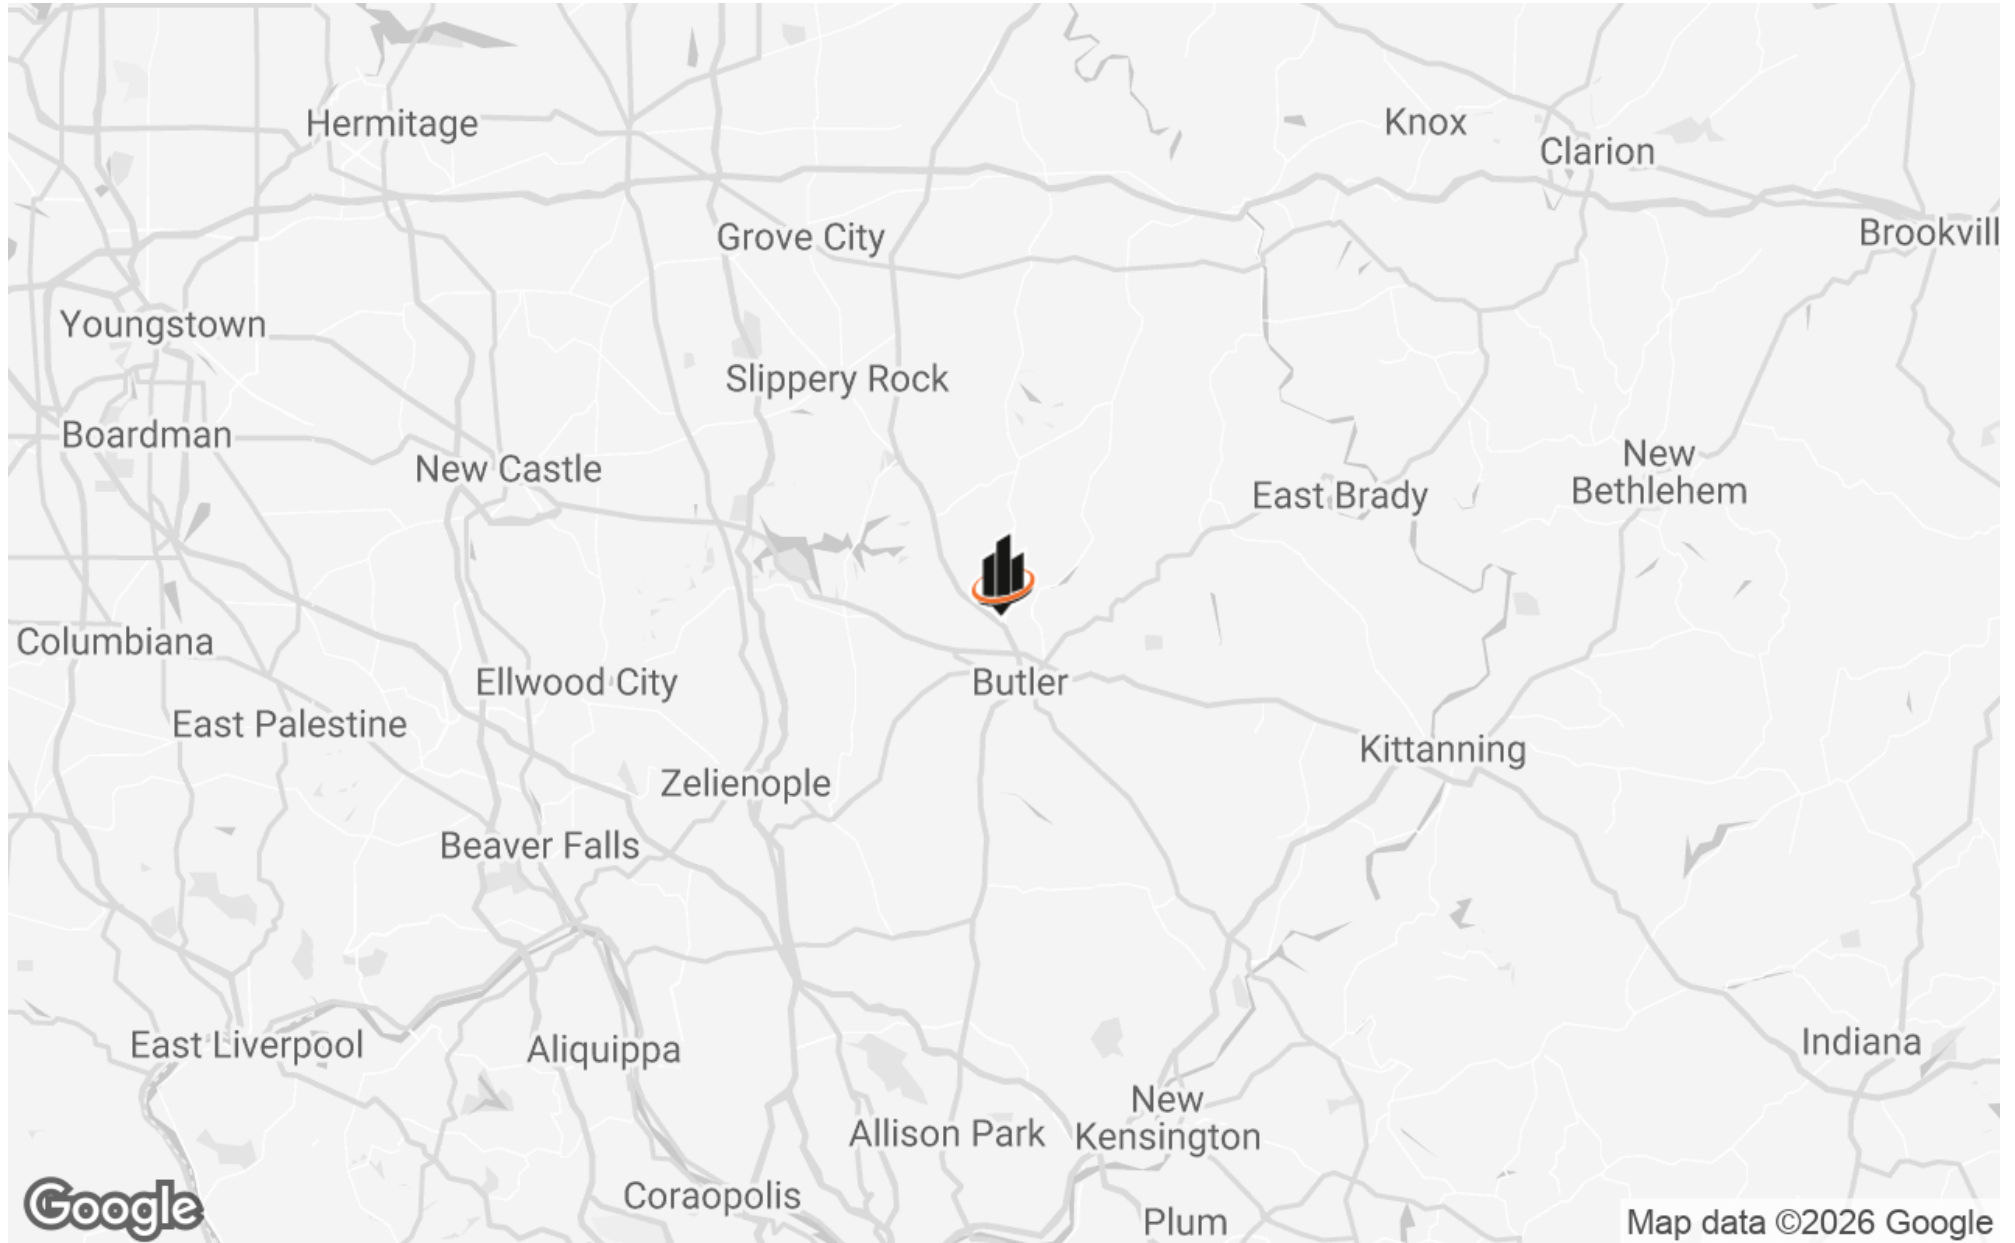 Hermitage
Knox
Clarion
Grove City
Brookvill
Youngstown
Slippery Rock
Boardman
New Castle
New
Bethlehem
East Brady
Columbiana
Ellwood City
Butler
East Palestine
Kittanning
Zelienople
Beaver Falls
East Liverpool
Aliquippa
Indiana
New
Kensington
Allison Park
Coraopolis
Plum
Google
Map data ©2026 Google